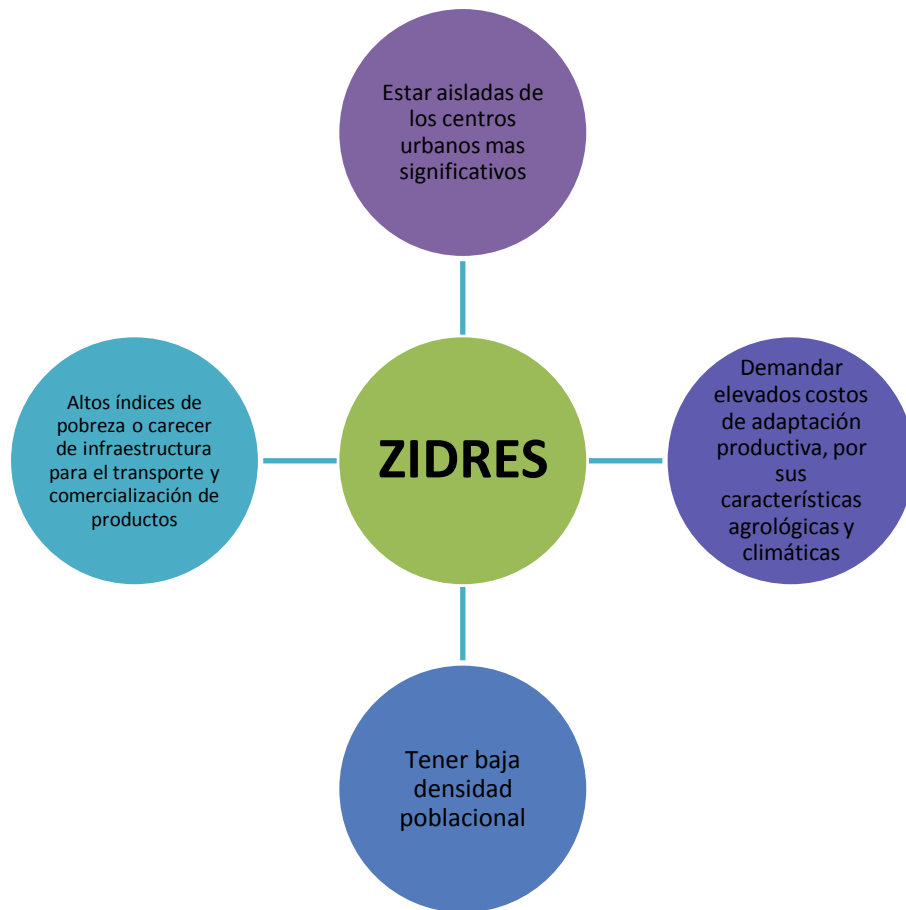 Estar aisladas de
los centros
urbanos mas
significativos
Altos índices de
pobreza o carecer
de infraestructura
para el transporte y
comercialización de
productos
ZIDRES
Demandar
elevados costos
de adaptación
productiva, por
sus
características
agrológicas y
climáticas
Tener baja
densidad
poblacional